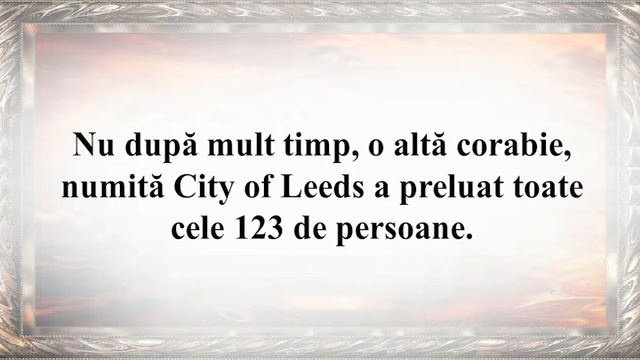 Nu după mult timp, o altă corabie,
numită City of Leeds a preluat toate
cele 123 de persoane.